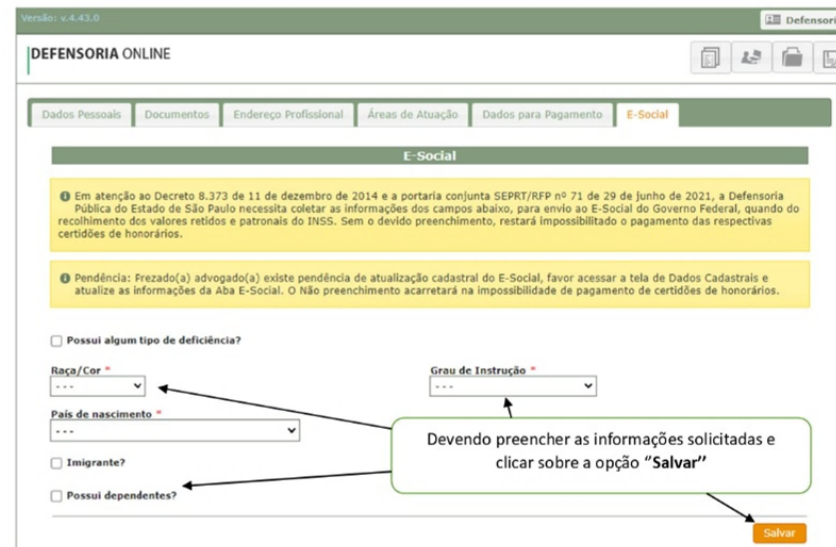 Versão: v.4.43.0
DEFENSORIA ONLINE
Dados Pessoais Documentos Endereço Profissional Áreas de Atuação Dados para Pagamento E-Social
E-Social
Em atenção ao Decreto 8.373 de 11 de dezembro de 2014 e a portaria conjunta SEPRT/RFP nº 71 de 29 de junho de 2021, a Defensoria
Pública do Estado de São Paulo necessita coletar as informações dos campos abaixo, para envio ao E-Social do Governo Federal, quando do
recolhimento dos valores retidos e patronais do INSS. Sem o devido preenchimento, restará impossibilitado o pagamento das respectivas
certidões de honorários.
Pendência: Frezado(a) advogado(a) existe pendência de atualização cadastral do E-Social, favor acessar a tela de Dados Cadastrais e
atualize as informações da Aba E-Social. O Não preenchimento acarretará na impossibilidade de pagamento de certidões de honorários.
Possui algum tipo de deficiência?
Raça/Cor * Grau de Instrução *
--- ---
País de nascimento *
---
Devendo preencher as informações solicitadas e
clicar sobre a opção “Salvar”
Imigrante?
Possui dependentes?
Salvar